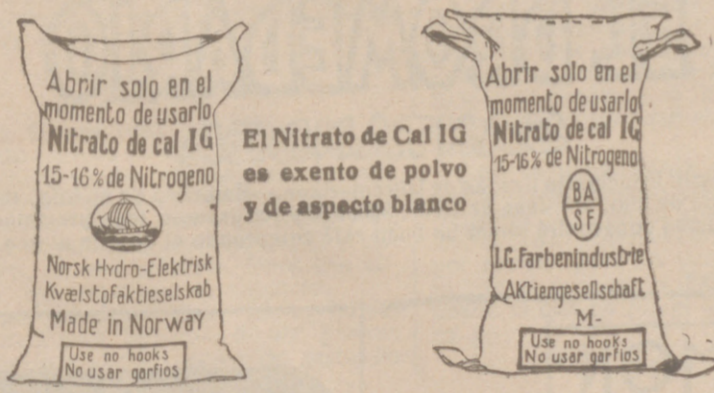 Abrir solo en el
momento de usarlo
Nitrato de cal IG
15-16% de Nitrogeno
Norsk Hydro-Elektrisk
Kvælstofaktieselskab
Made in Norway
Use no hooks
No usar garfios
El Nitrato de Cal IG
es exento de polvo
y de aspecto blanco
Abrir solo en el
momento de usarlo
Nitrato de cal IG
15-16% de Nitrogeno
BA
SF
I.G. Farbenindustrie
Aktiengesellschaft
M-
Use no hooks
No usar garfios